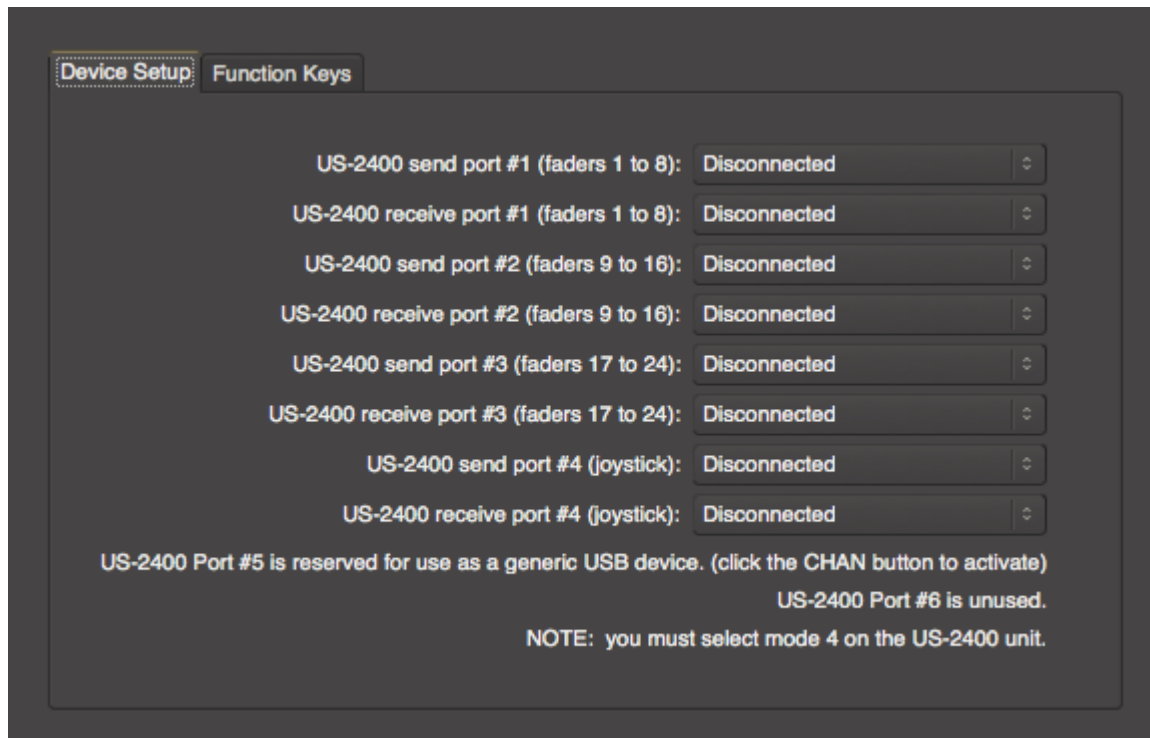 Device Setup Function Keys
US-2400 send port #1 (faders 1 to 8): Disconnected
US-2400 receive port #1 (faders 1 to 8): Disconnected
US-2400 send port #2 (faders 9 to 16): Disconnected
US-2400 receive port #2 (faders 9 to 16): Disconnected
US-2400 send port #3 (faders 17 to 24): Disconnected
US-2400 receive port #3 (faders 17 to 24): Disconnected
US-2400 send port #4 (joystick): Disconnected
US-2400 receive port #4 (joystick): Disconnected
US-2400 Port #5 is reserved for use as a generic USB device. (click the CHAN button to activate)
US-2400 Port #6 is unused.
NOTE: you must select mode 4 on the US-2400 unit.